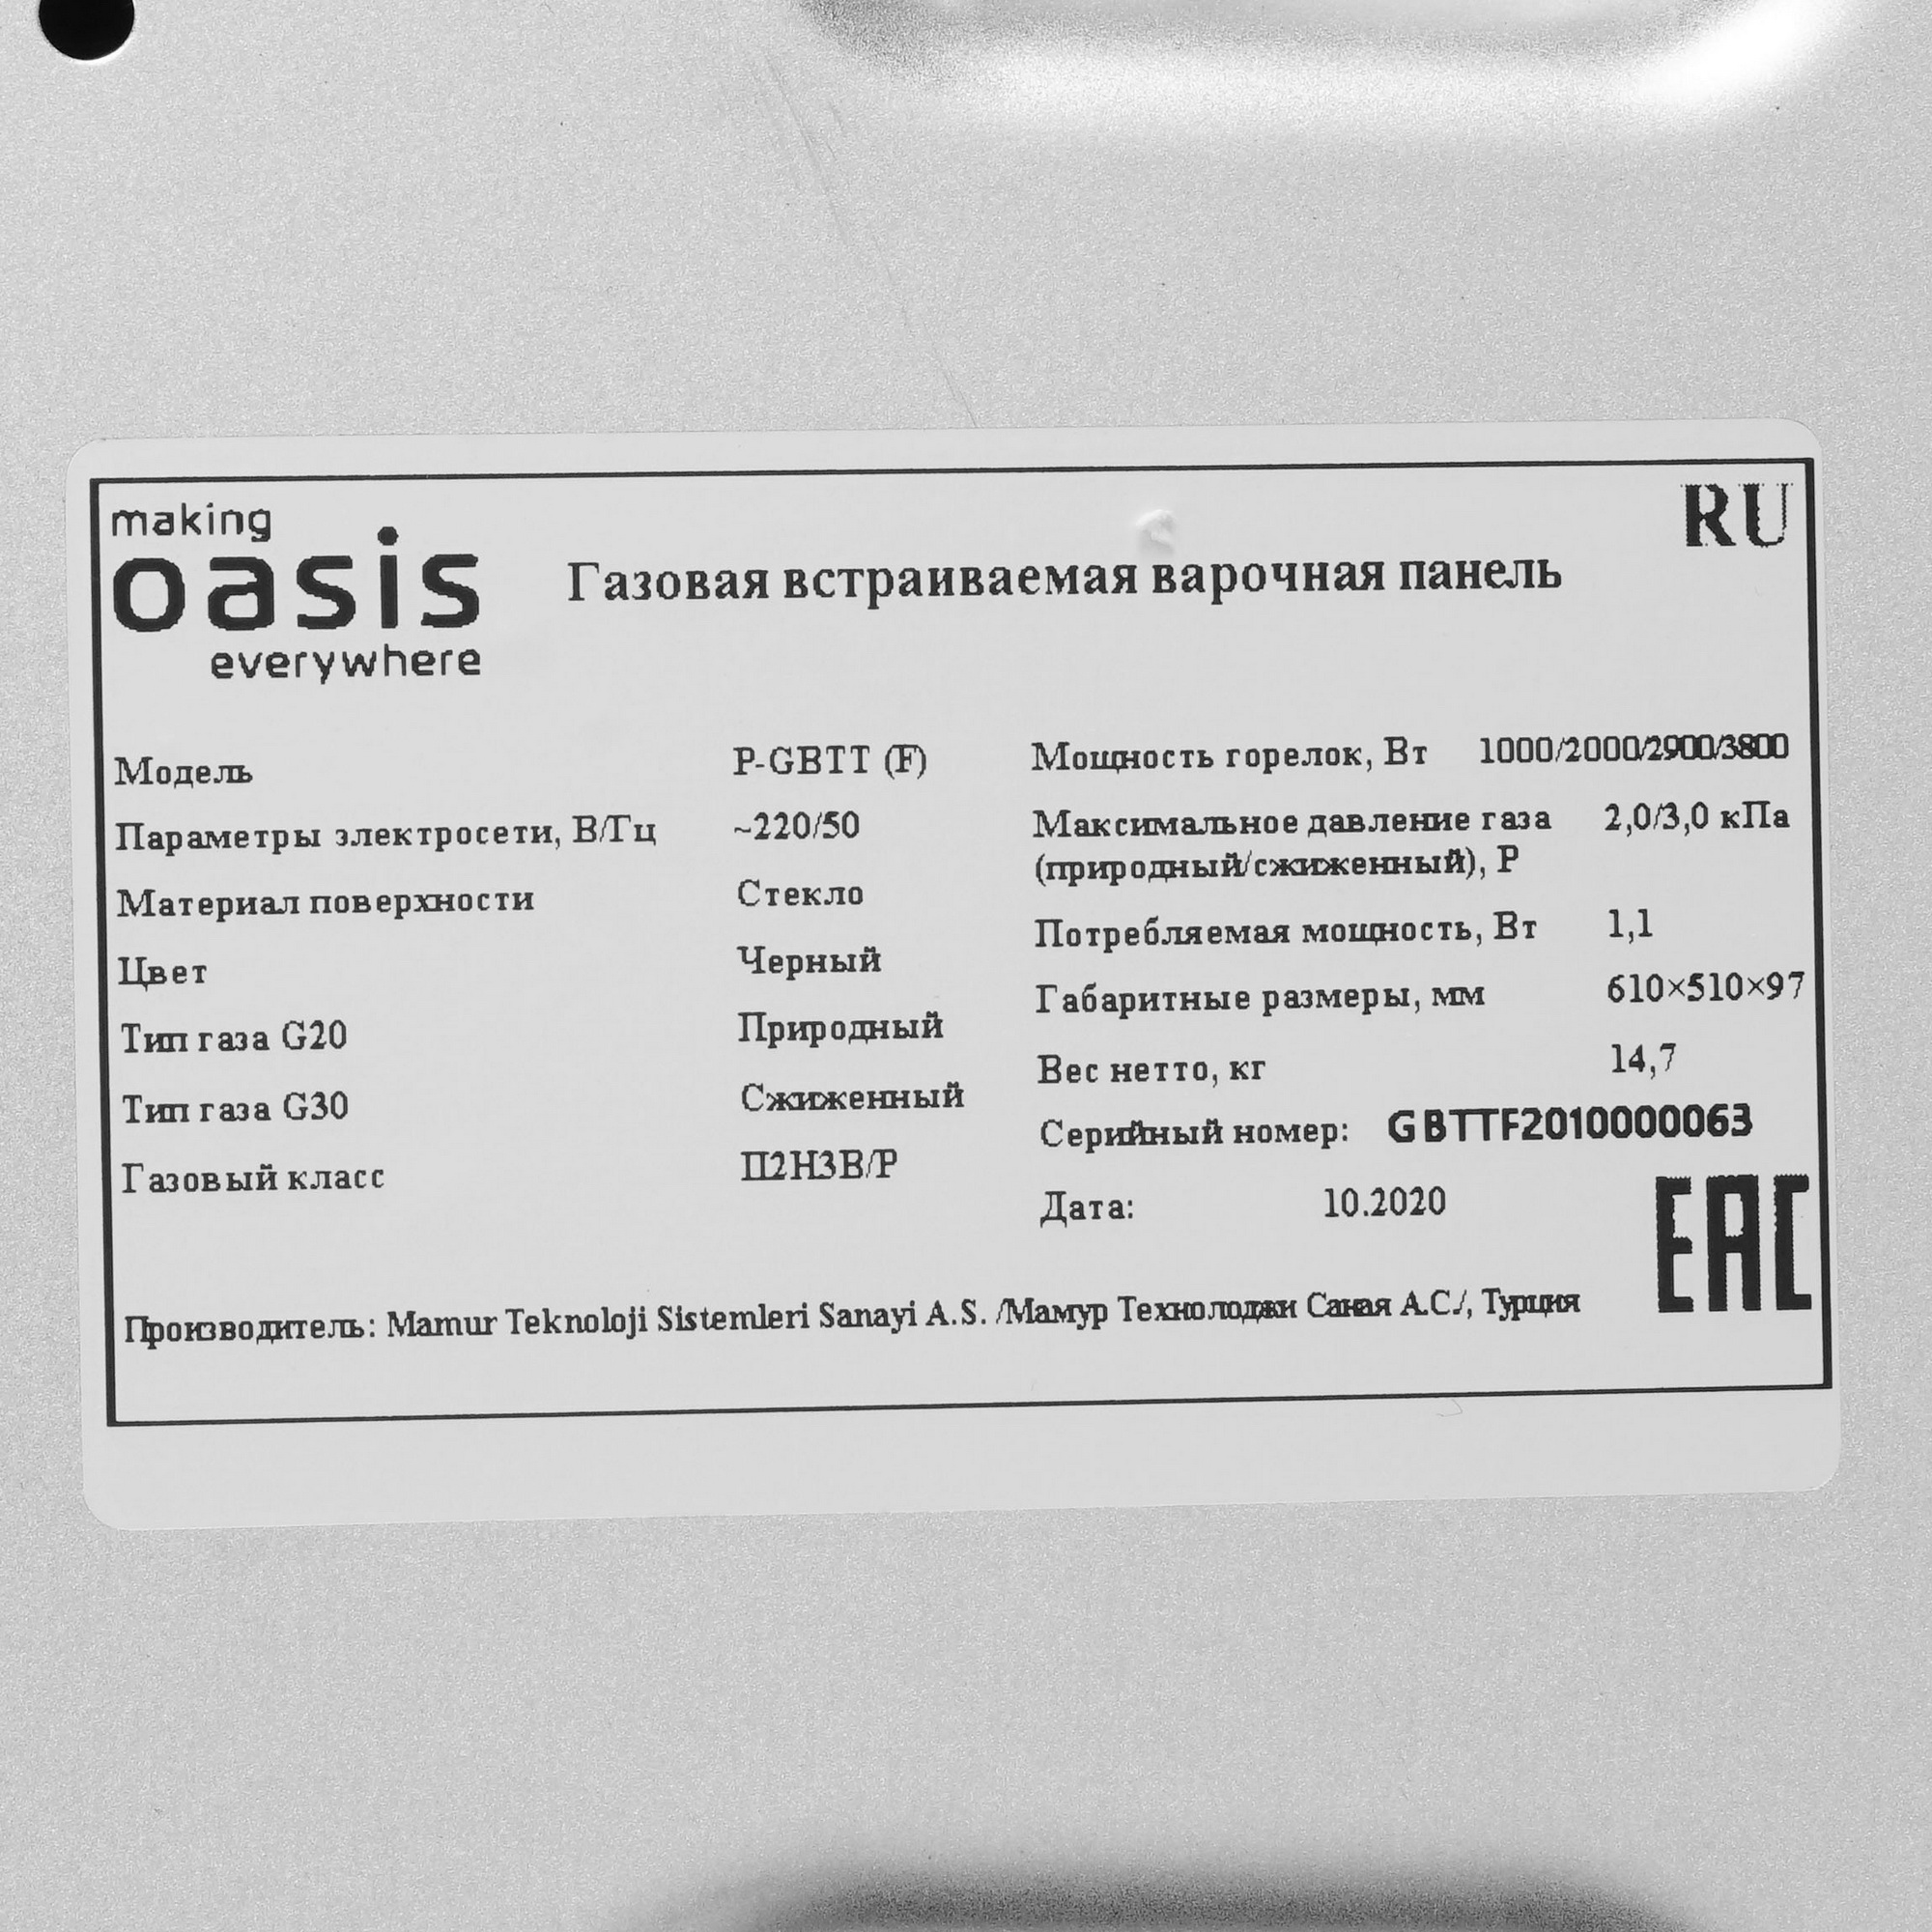 making
oasis
everywhere
RU
Газовая встраиваемая варочная панель
Модель P-GBTT (F)
Параметры злектросети, В/Гц ~220/50
Материал поверхности Стекло
Цвет Черный
Тип газа G20 Природный
Тип газа G30 Сжиженный
Газовый класс П2Н3В/Р
Мощность горелок, Вт 1000/2000/2900/3800
Максимальное давление газа 2,0/3,0 кПа
(природный/сжиженный), Р
Потребляемая мощность, Вт 1,1
Габаритные размеры, мм 610×510×97
Вес нетто, кг 14,7
Серийный номер: GBTTF2010000063
Дата: 10.2020
EAC
Производитель: Mamur Teknoloji Sistemleri Sanayi A.S. /Мамур Технолоджи Саная А.С./, Турция